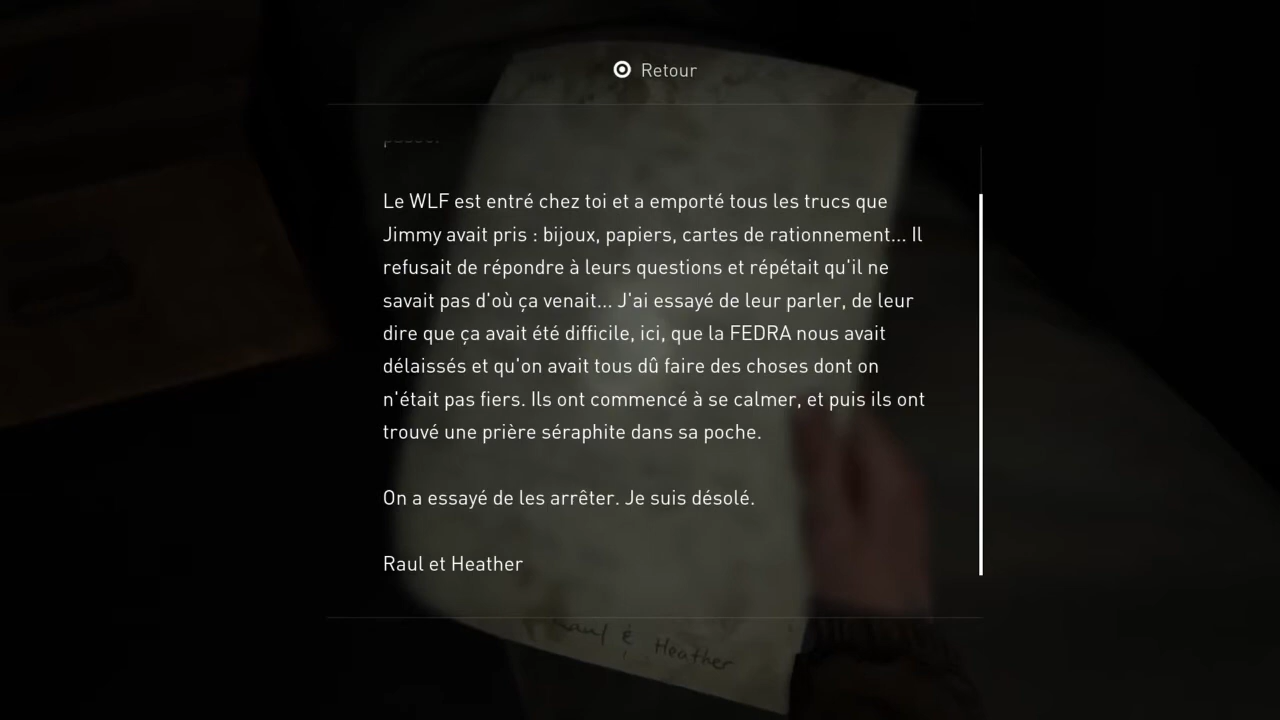 Retour
Le WLF est entré chez toi et a emporté tous les trucs que
Jimmy avait pris : bijoux, papiers, cartes de rationnement... Il
refusait de répondre à leurs questions et répétait qu'il ne
savait pas d'où ça venait... J'ai essayé de leur parler, de leur
dire que ça avait été difficile, ici, que la FEDRA nous avait
délaissés et qu'on avait tous dû faire des choses dont on
n'était pas fiers. Ils ont commencé à se calmer, et puis ils ont
trouvé une prière séraphite dans sa poche.
On a essayé de les arrêter. Je suis désolé.
Raul et Heather
Raul & Heather